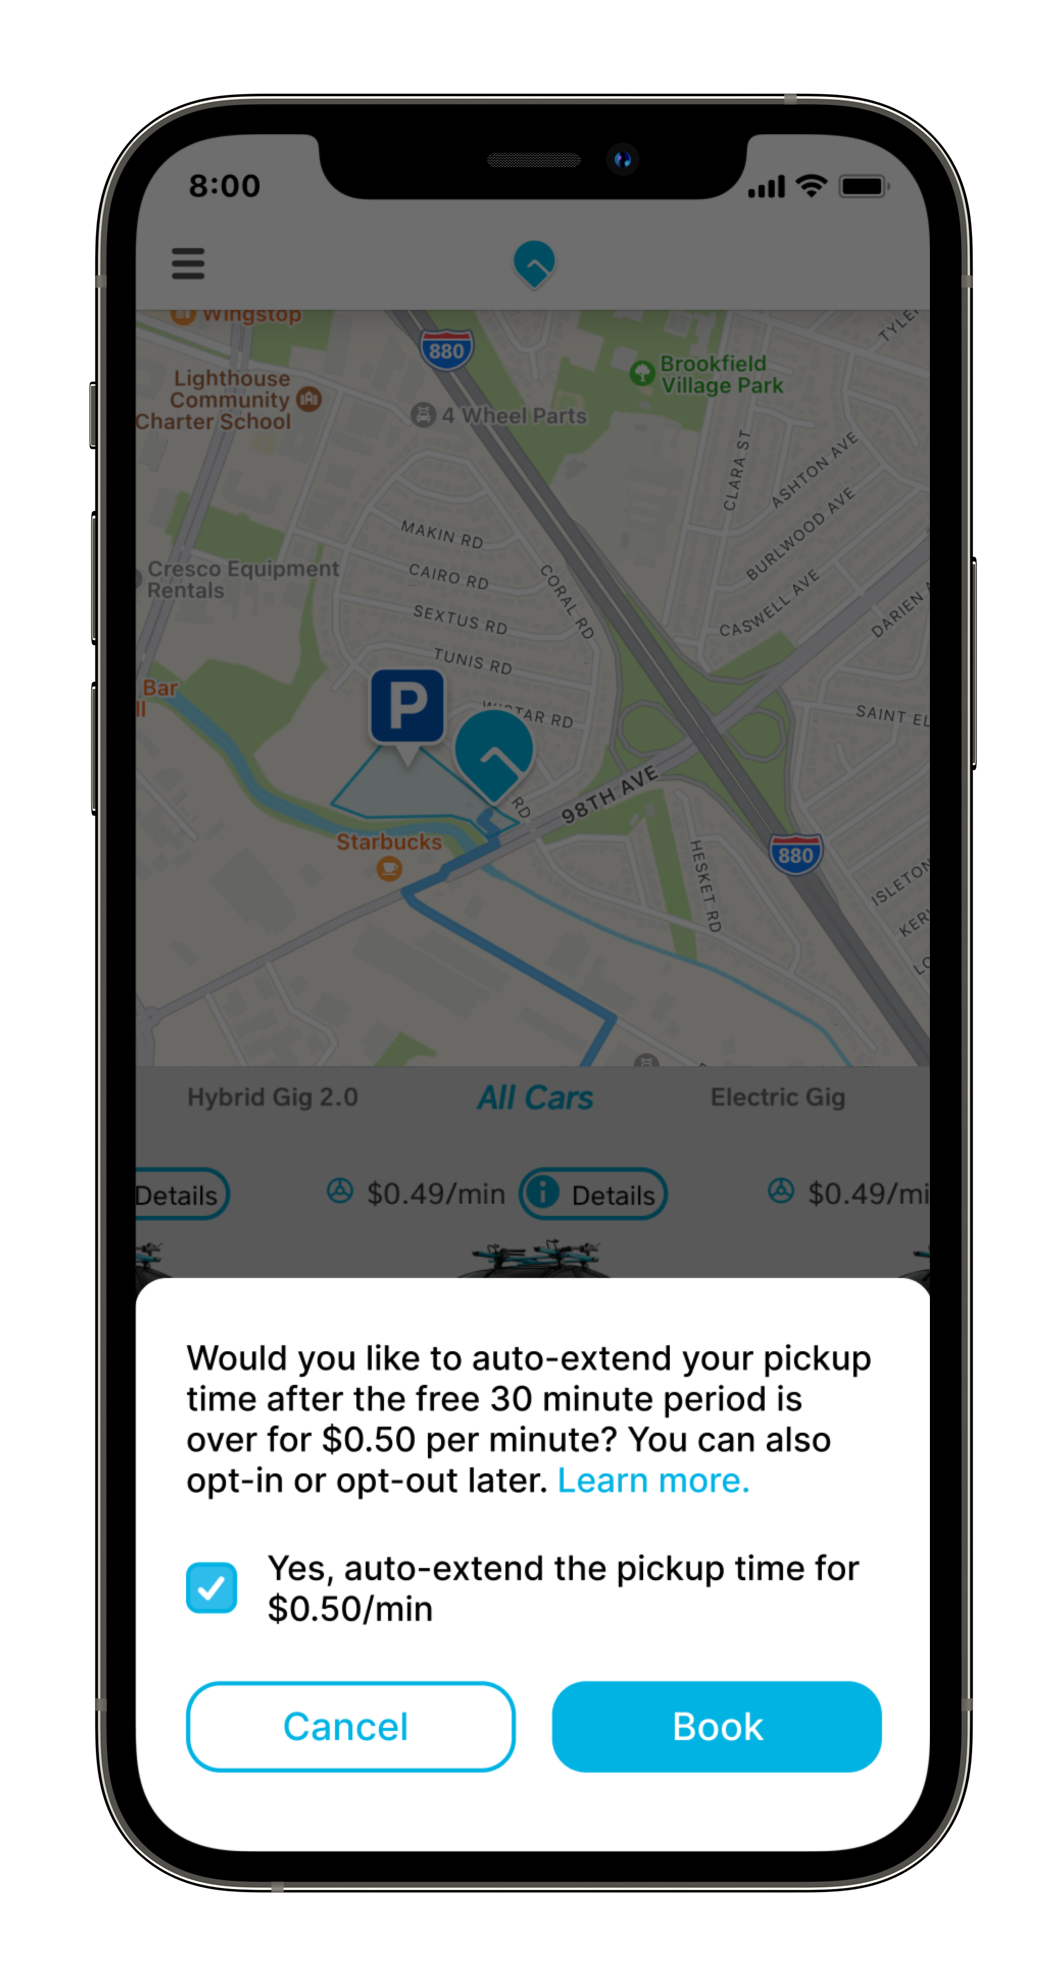 8:00
Wingstop
880
Brookfield
Village Park
Lighthouse
Community
Charter School
4 Wheel Parts
CLARA ST
ASHTON AVE
BURLWOOD AVE
MAKIN RD
Cresco Equipment
Rentals
CAIRO RD
CORAL RD
CASWELL AVE
DARIEN
SEXTUS RD
TUNIS RD
Bar
P
WISTAR RD
SAINT EL
RD
98TH AVE
Starbucks
880
HESKET RD
ISLETON
KER
LO
Hybrid Gig 2.0
All Cars
Electric Gig
Details
$0.49/min
Details
$0.49/mi
Would you like to auto-extend your pickup
time after the free 30 minute period is
over for $0.50 per minute? You can also
opt-in or opt-out later. Learn more.
Yes, auto-extend the pickup time for
$0.50/min
Cancel
Book